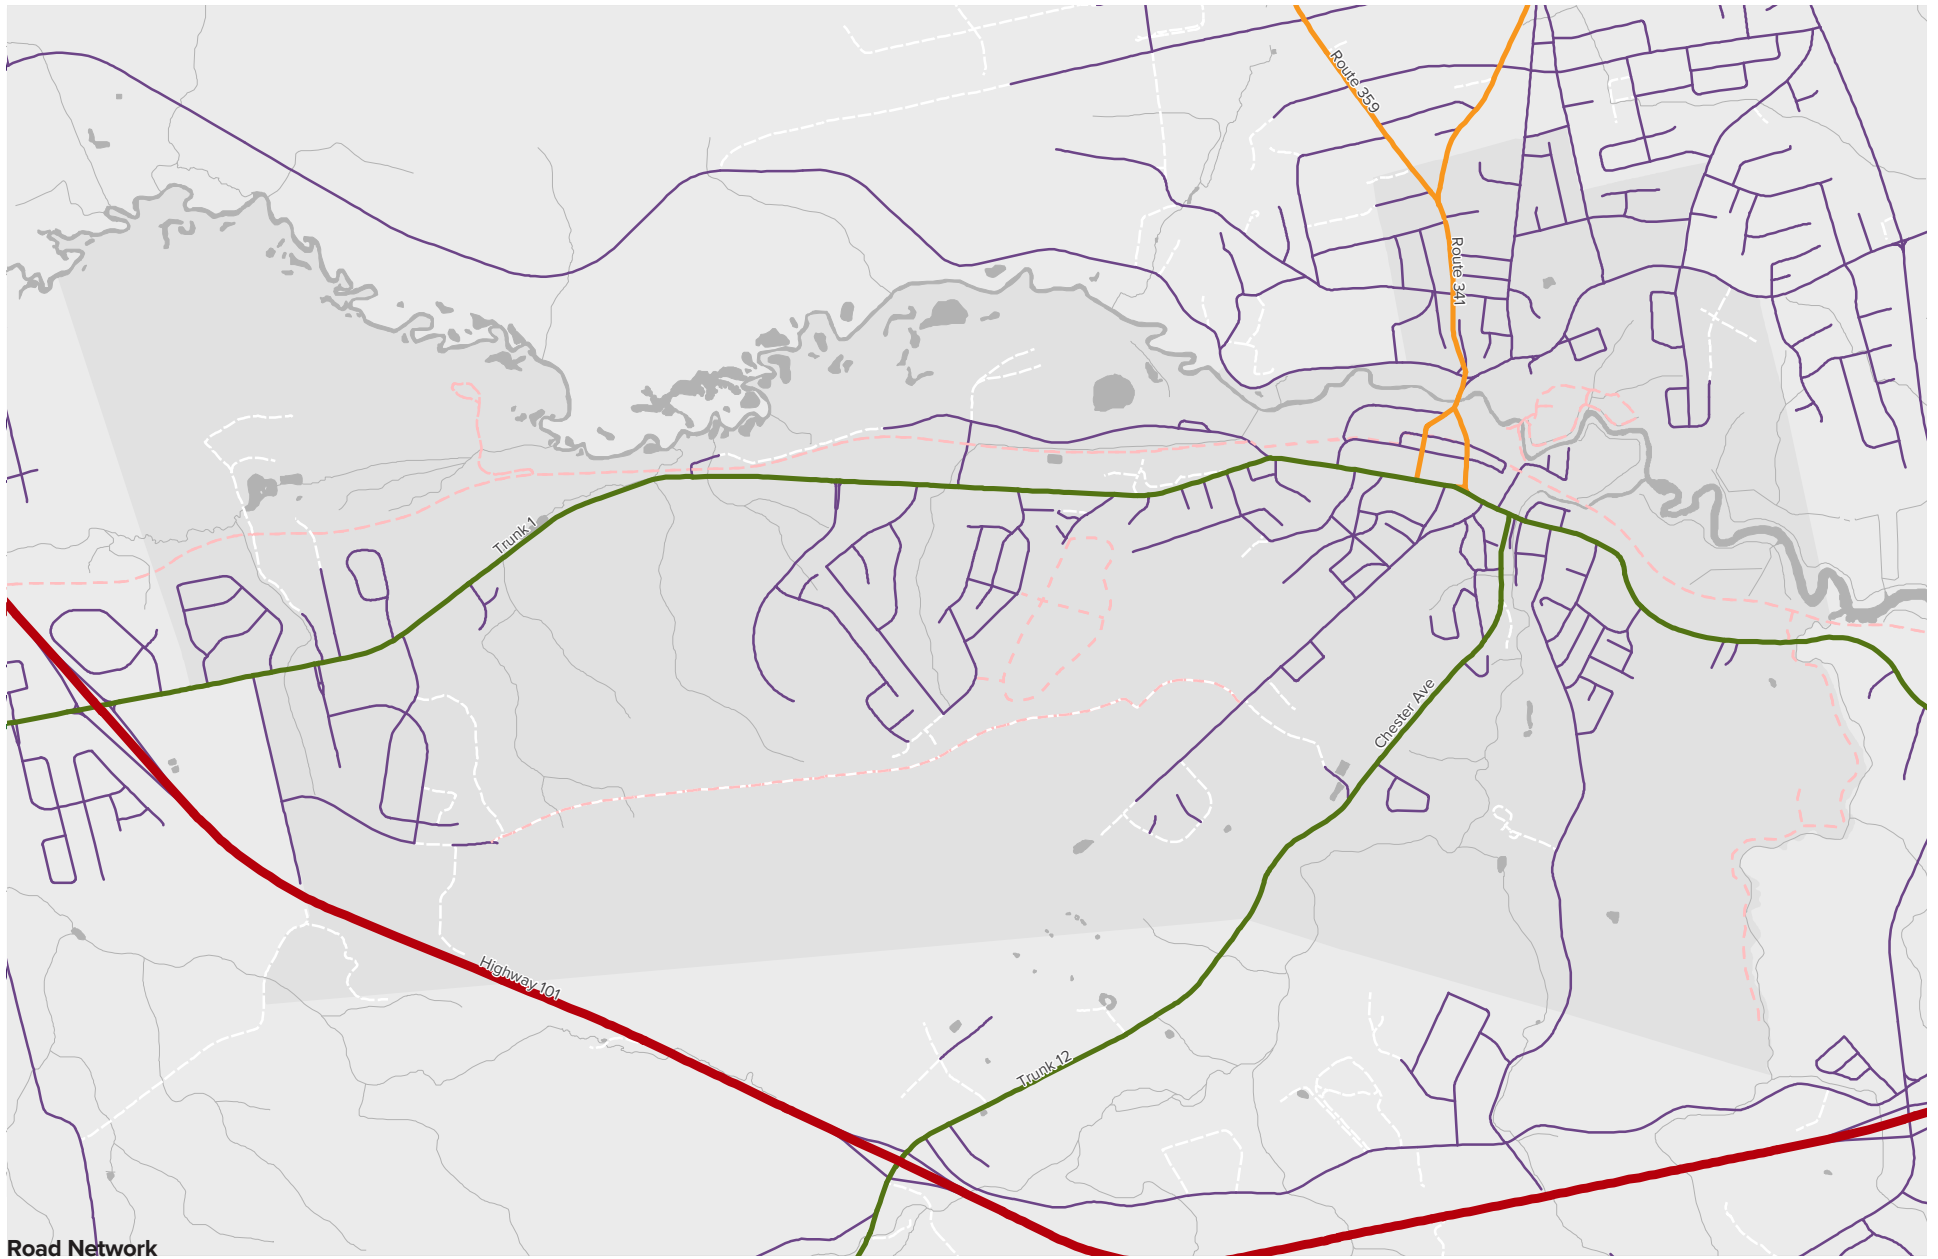 Route 359
Route 341
Trunk 1
Chester Ave
Highway 101
Trunk 12
Road Network